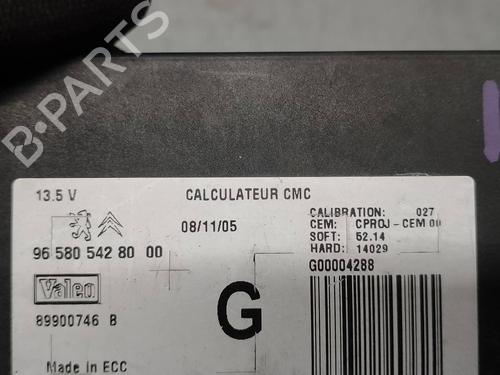 B-PARTS
13.5 V
CALCULATEUR CMC
08/11/05
CALIBRATION: 027
CEM: CPROJ-CEM 00
SOFT: 52.14
HARD: 14029
G00004288
96 580 542 80 00
Valeo
89900746 B
G
Made in ECC